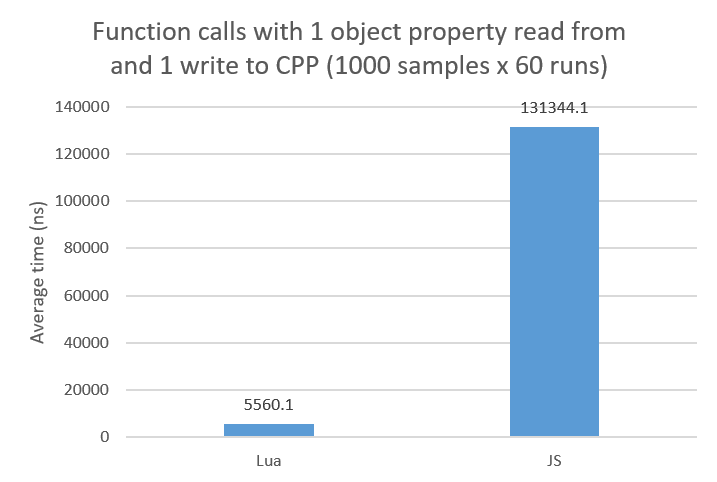 Function calls with 1 object property read from
and 1 write to CPP (1000 samples x 60 runs)
140000
131344.1
120000
100000
80000
60000
40000
20000
5560.1
0
Average time (ns)
Lua
JS